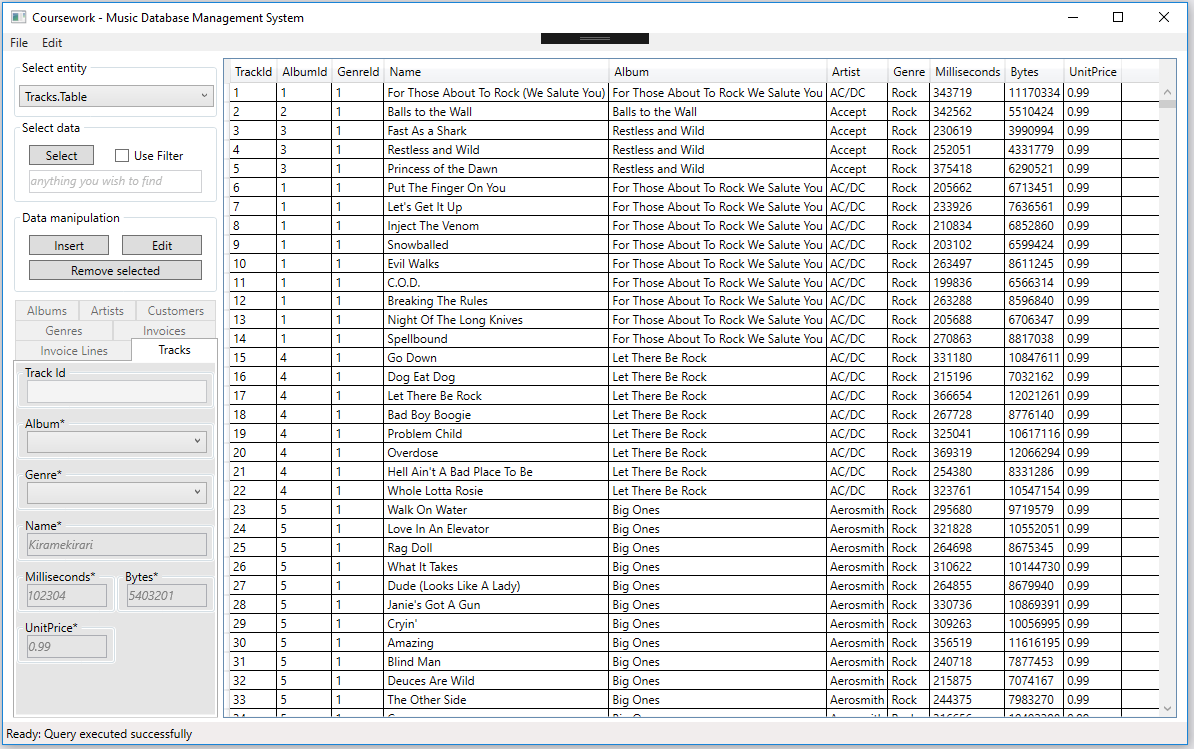 Coursework - Music Database Management System
File Edit
Select entity
Tracks.Table
Select data
Select Use Filter
anything you wish to find
Data manipulation
Insert Edit
Remove selected
Albums Artists Customers
Genres Invoices
Invoice Lines Tracks
Track Id
Album*
Genre*
Name*
Kiramekirari
Milliseconds* Bytes*
102304 5403201
UnitPrice*
0.99
TrackId AlbumId GenreId Name Album Artist Genre Milliseconds Bytes UnitPrice
1 1 1 For Those About To Rock (We Salute You) For Those About To Rock We Salute You AC/DC Rock 343719 11170334 0.99
2 2 1 Balls to the Wall Balls to the Wall Accept Rock 342562 5510424 0.99
3 3 1 Fast As a Shark Restless and Wild Accept Rock 230619 3990994 0.99
4 3 1 Restless and Wild Restless and Wild Accept Rock 252051 4331779 0.99
5 3 1 Princess of the Dawn Restless and Wild Accept Rock 375418 6290521 0.99
6 1 1 Put The Finger On You For Those About To Rock We Salute You AC/DC Rock 205662 6713451 0.99
7 1 1 Let's Get It Up For Those About To Rock We Salute You AC/DC Rock 233926 7636561 0.99
8 1 1 Inject The Venom For Those About To Rock We Salute You AC/DC Rock 210834 6852860 0.99
9 1 1 Snowballed For Those About To Rock We Salute You AC/DC Rock 203102 6599424 0.99
10 1 1 Evil Walks For Those About To Rock We Salute You AC/DC Rock 263497 8611245 0.99
11 1 1 C.O.D. For Those About To Rock We Salute You AC/DC Rock 199836 6566314 0.99
12 1 1 Breaking The Rules For Those About To Rock We Salute You AC/DC Rock 263288 8596840 0.99
13 1 1 Night Of The Long Knives For Those About To Rock We Salute You AC/DC Rock 205688 6706347 0.99
14 1 1 Spellbound For Those About To Rock We Salute You AC/DC Rock 270863 8817038 0.99
15 4 1 Go Down Let There Be Rock AC/DC Rock 331180 10847611 0.99
16 4 1 Dog Eat Dog Let There Be Rock AC/DC Rock 215196 7032162 0.99
17 4 1 Let There Be Rock Let There Be Rock AC/DC Rock 366654 12021261 0.99
18 4 1 Bad Boy Boogie Let There Be Rock AC/DC Rock 267728 8776140 0.99
19 4 1 Problem Child Let There Be Rock AC/DC Rock 325041 10617116 0.99
20 4 1 Overdose Let There Be Rock AC/DC Rock 369319 12066294 0.99
21 4 1 Hell Ain't A Bad Place To Be Let There Be Rock AC/DC Rock 254380 8331286 0.99
22 4 1 Whole Lotta Rosie Let There Be Rock AC/DC Rock 323761 10547154 0.99
23 5 1 Walk On Water Big Ones Aerosmith Rock 295680 9719579 0.99
24 5 1 Love In An Elevator Big Ones Aerosmith Rock 321828 10552051 0.99
25 5 1 Rag Doll Big Ones Aerosmith Rock 264698 8675345 0.99
26 5 1 What It Takes Big Ones Aerosmith Rock 310622 10144730 0.99
27 5 1 Dude (Looks Like A Lady) Big Ones Aerosmith Rock 264855 8679940 0.99
28 5 1 Janie's Got A Gun Big Ones Aerosmith Rock 330736 10869391 0.99
29 5 1 Cryin' Big Ones Aerosmith Rock 309263 10056995 0.99
30 5 1 Amazing Big Ones Aerosmith Rock 356519 11616195 0.99
31 5 1 Blind Man Big Ones Aerosmith Rock 240718 7877453 0.99
32 5 1 Deuces Are Wild Big Ones Aerosmith Rock 215875 7074167 0.99
33 5 1 The Other Side Big Ones Aerosmith Rock 244375 7983270 0.99
Ready: Query executed successfully